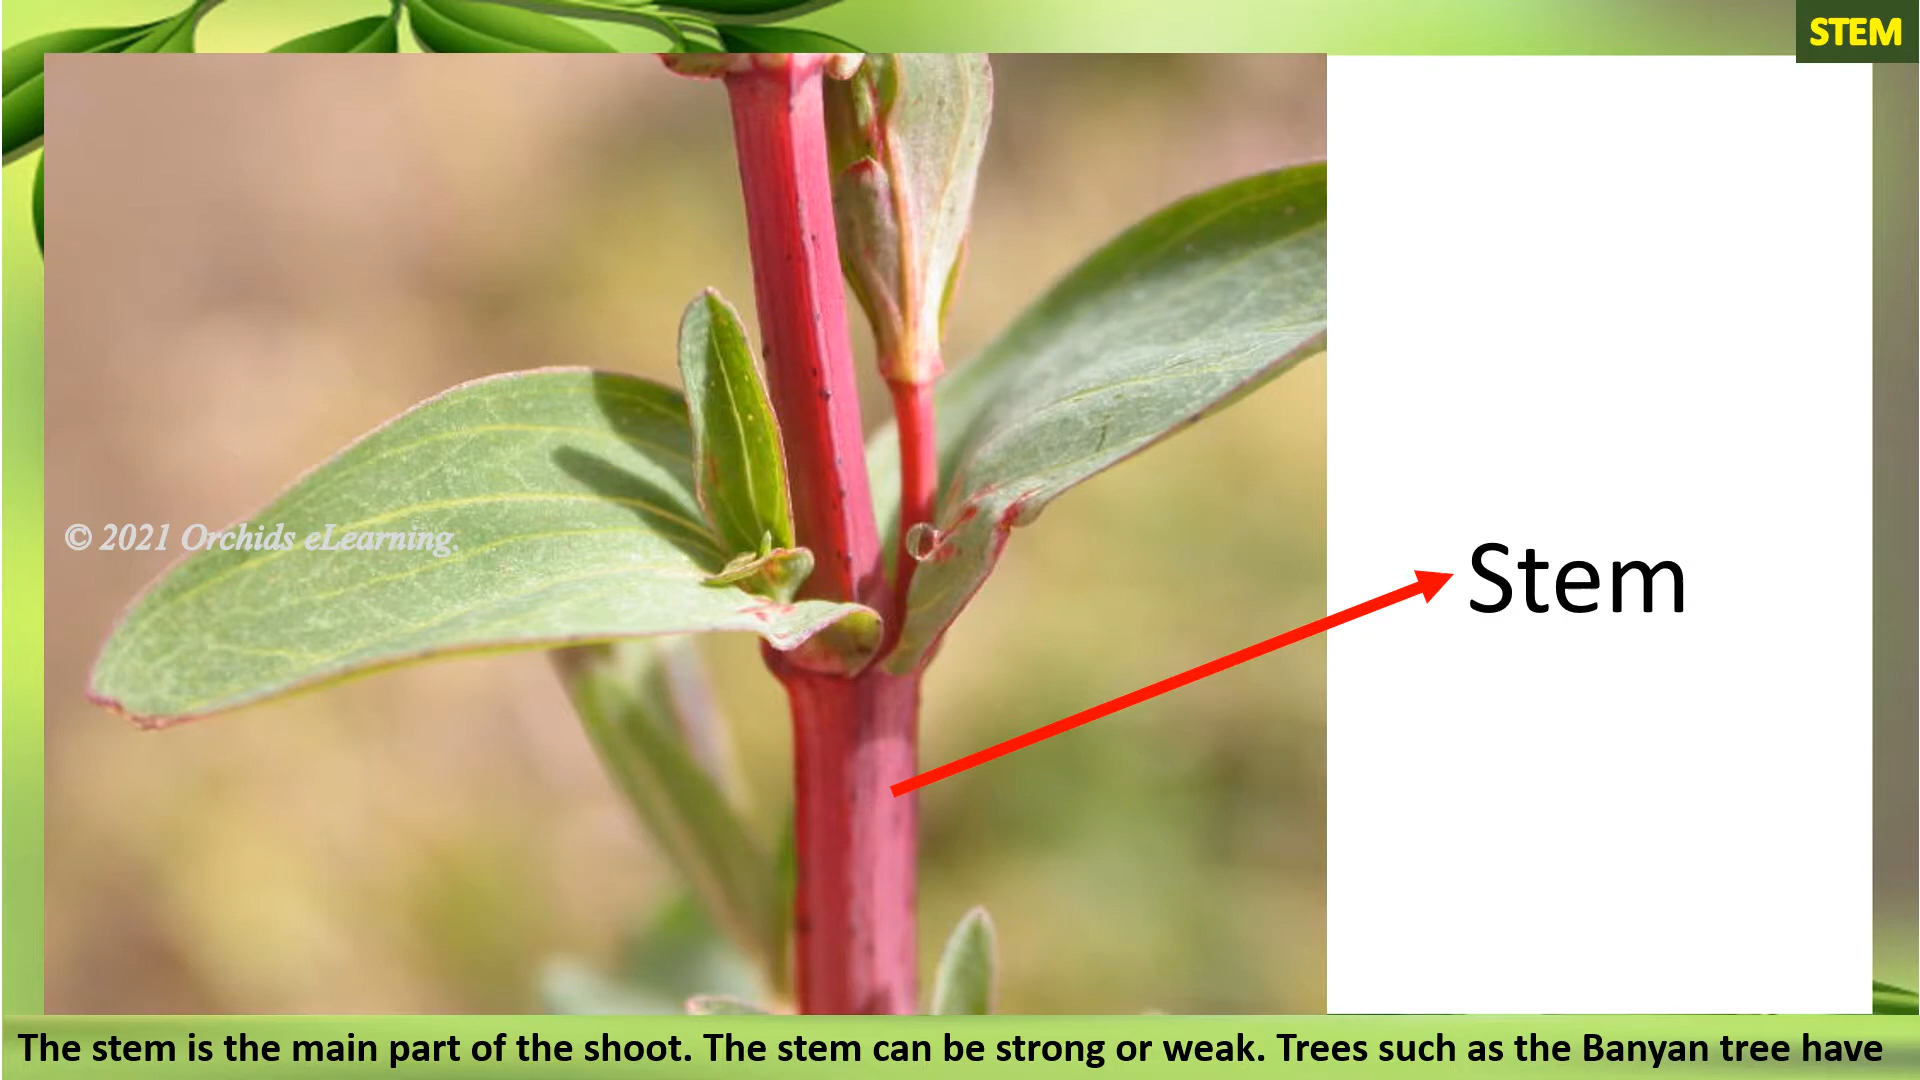 STEM
© 2021 Orchids eLearning.
Stem
The stem is the main part of the shoot. The stem can be strong or weak. Trees such as the Banyan tree have